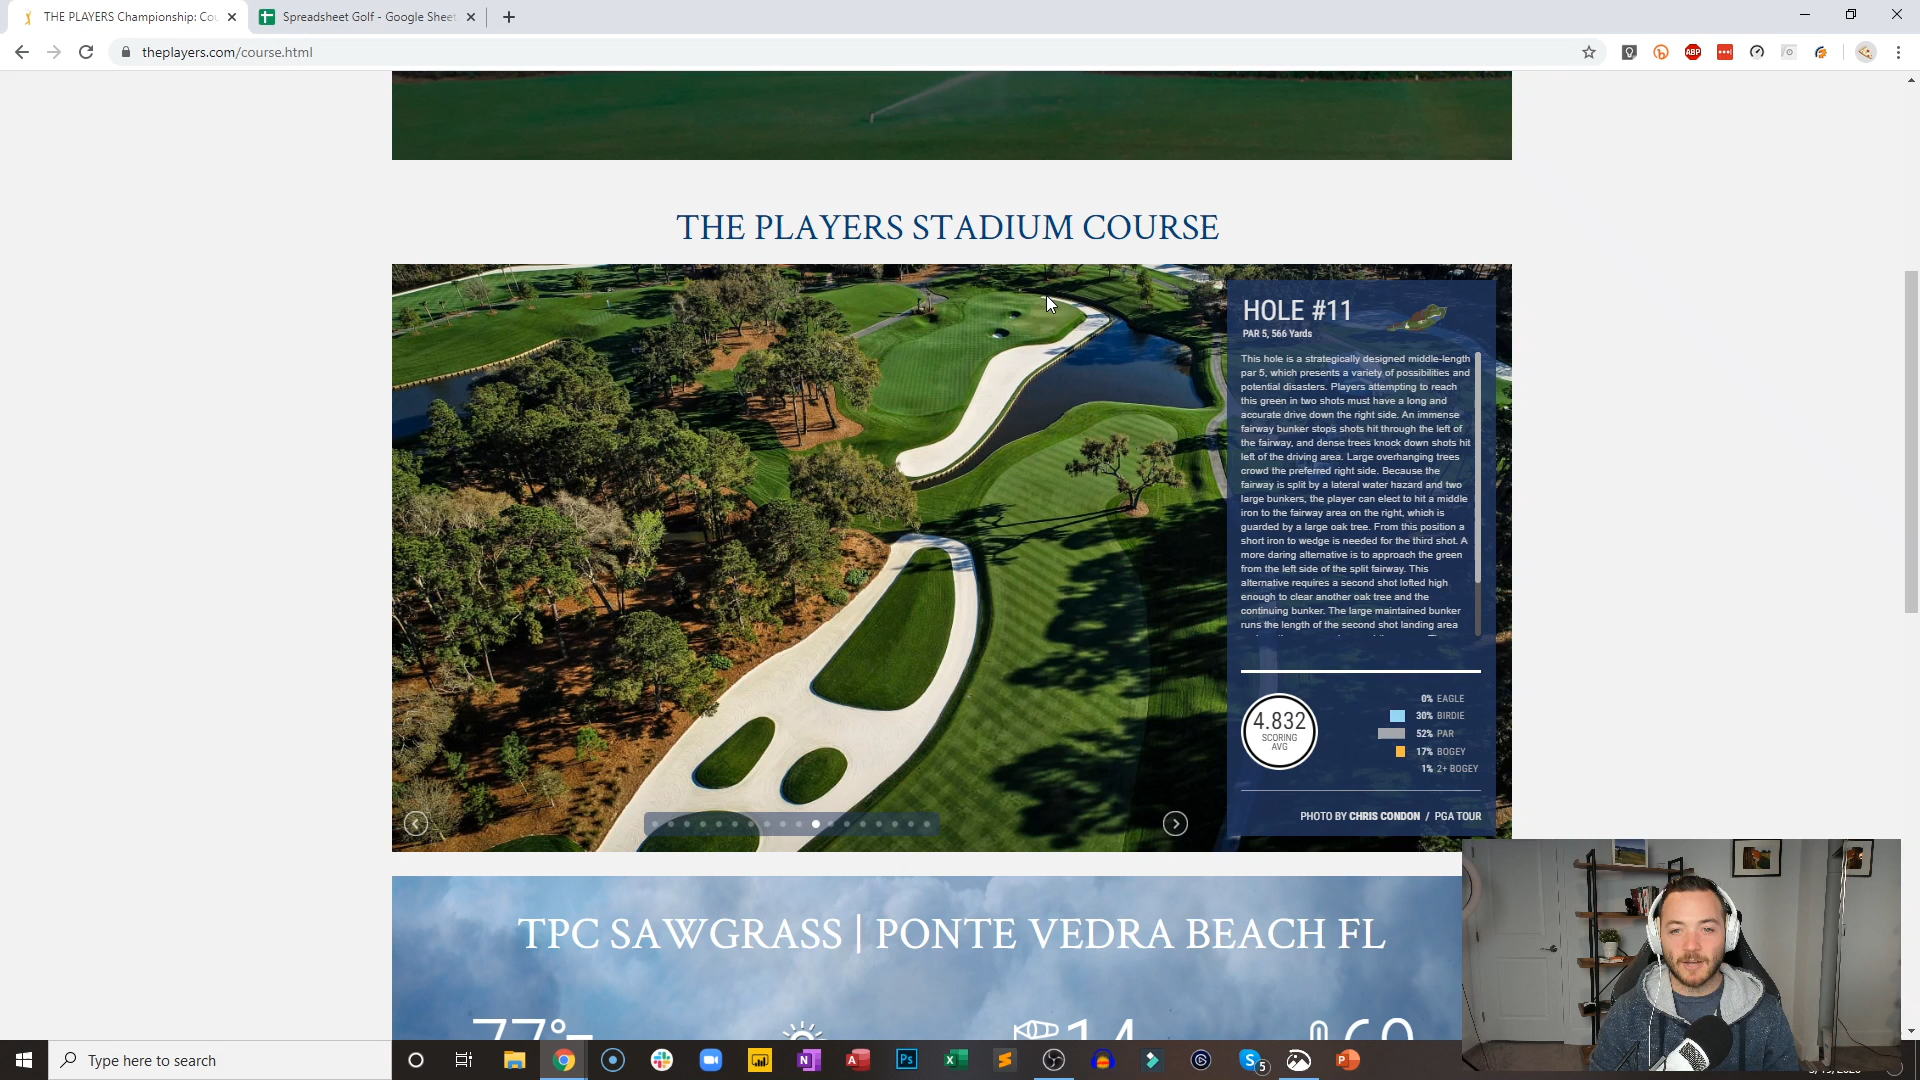 THE PLAYERS Championship: Cou
Spreadsheet Golf - Google Sheet
theplayers.com/course.html
ABP
THE PLAYERS STADIUM COURSE
HOLE #11
PAR 5, 566 Yards
This hole is a strategically designed middle-length
par 5, which presents a variety of possibilities and
potential disasters. Players attempting to reach
this green in two shots must have a long and
accurate drive down the right side. An immense
fairway bunker stops shots hit through the left of
the fairway, and dense trees knock down shots hit
left of the driving area. Large overhanging trees
crowd the preferred right side. Because the
fairway is split by a lateral water hazard and two
large bunkers, the player can elect to hit a middle
iron to the fairway area on the right, which is
guarded by a large oak tree. From this position a
short iron to wedge is needed for the third shot. A
more daring alternative is to approach the green
from the left side of the split fairway. This
alternative requires a second shot lofted high
enough to clear another oak tree and the
continuing bunker. The large maintained bunker
runs the length of the second shot landing area
4.832
SCORING
AVG
0% EAGLE
30% BIRDIE
52% PAR
17% BOGEY
1% 2+ BOGEY
PHOTO BY CHRIS CONDON / PGA TOUR
TPC SAWGRASS | PONTE VEDRA BEACH FL
77°F
14
60
Type here to search
N
A
Ps
X
S
5
P